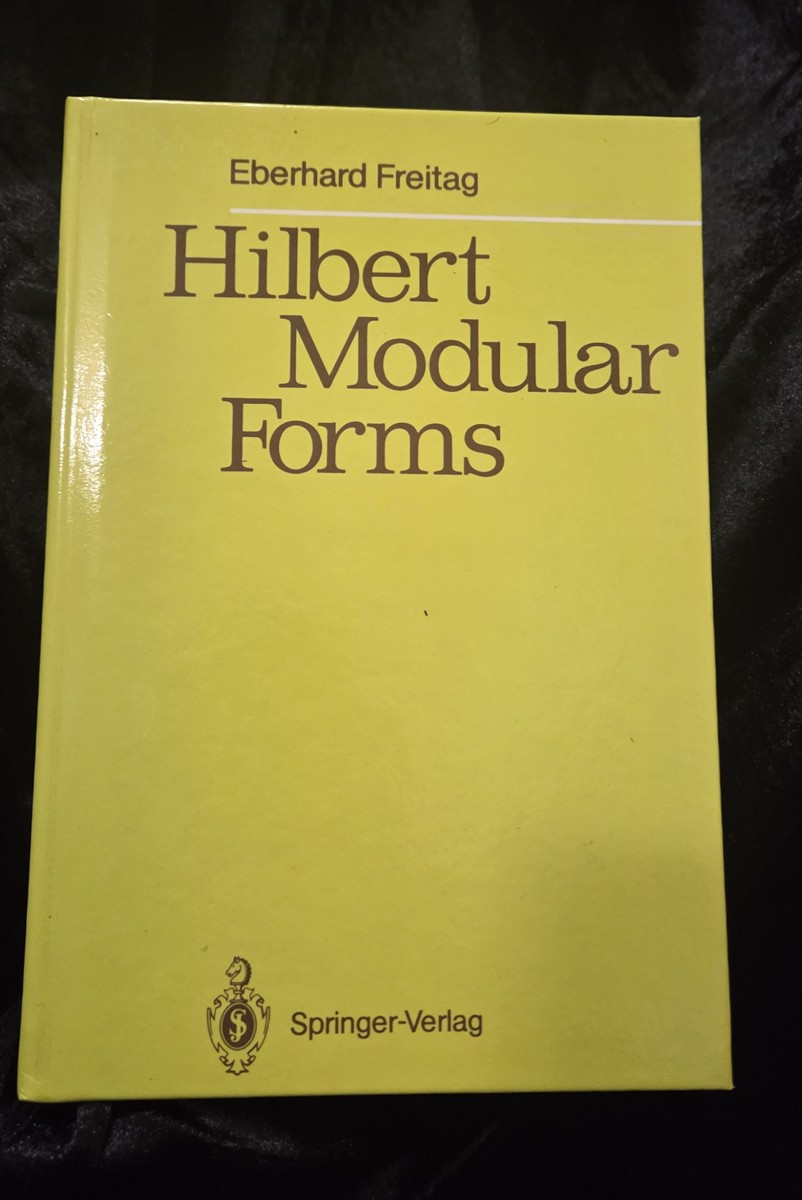 Eberhard Freitag
Hilbert
Modular
Forms
Springer-Verlag